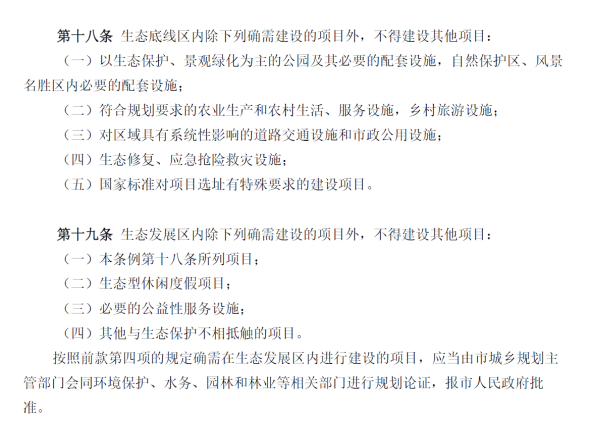 第十八条 生态底线区内除下列确需建设的项目外，不得建设其他项目：
（一）以生态保护、景观绿化为主的公园及其必要的配套设施，自然保护区、风景
名胜区内必要的配套设施；
（二）符合规划要求的农业生产和农村生活、服务设施，乡村旅游设施；
（三）对区域具有系统性影响的道路交通设施和市政公用设施；
（四）生态修复、应急抢险救灾设施；
（五）国家标准对项目选址有特殊要求的建设项目。
第十九条 生态发展区内除下列确需建设的项目外，不得建设其他项目：
（一）本条例第十八条所列项目；
（二）生态型休闲度假项目；
（三）必要的公益性服务设施；
（四）其他与生态保护不相抵触的项目。
按照前款第四项的规定确需在生态发展区内进行建设的项目，应当由市城乡规划主
管部门会同环境保护、水务、园林和林业等相关部门进行规划论证，报市人民政府批
准。